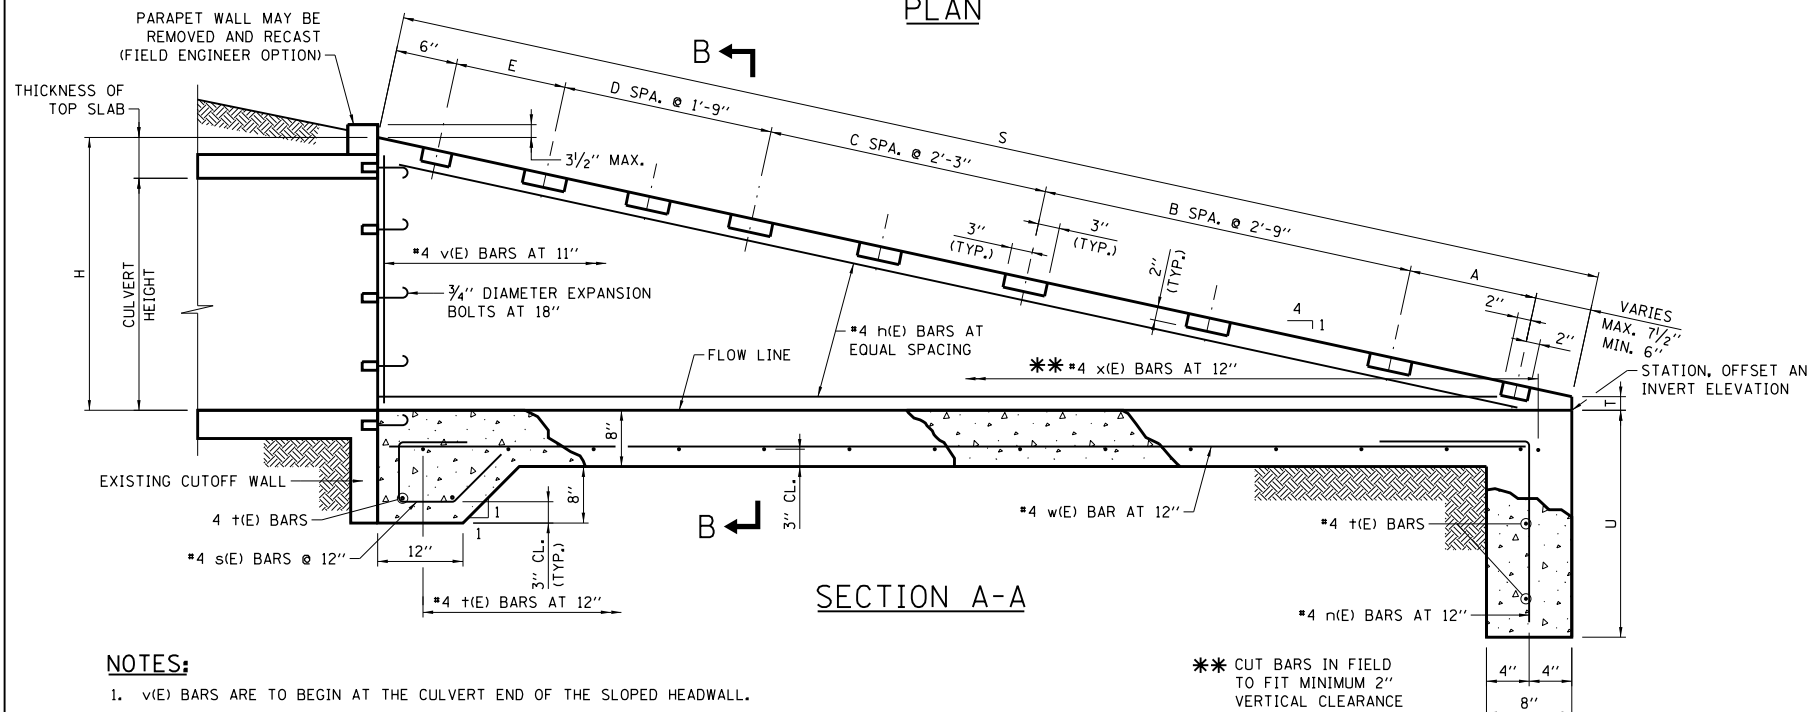 PLAN
PARAPET WALL MAY BE
REMOVED AND RECAST
(FIELD ENGINEER OPTION)
THICKNESS OF
TOP SLAB
6"
E
D SPA. @ 1'-9"
C SPA. @ 2'-3"
S
B SPA. @ 2'-9"
A
B
3½" MAX.
3"
(TYP.)
3"
(TYP.)
2"
(TYP.)
4
1
2"
2"
VARIES
MAX. 7½"
MIN. 6"
STATION, OFFSET AN
INVERT ELEVATION
H
CULVERT
HEIGHT
#4 v(E) BARS AT 11"
¾" DIAMETER EXPANSION
BOLTS AT 18"
#4 h(E) BARS AT
EQUAL SPACING
FLOW LINE
** #4 x(E) BARS AT 12"
T
8"
EXISTING CUTOFF WALL
4 t(E) BARS
#4 s(E) BARS @ 12"
12"
1
1
8"
3" CL.
(TYP.)
#4 t(E) BARS AT 12"
B
3" CL.
#4 w(E) BAR AT 12"
#4 t(E) BARS
U
#4 n(E) BARS AT 12"
SECTION A-A
4"
4"
8"
NOTES:
1. v(E) BARS ARE TO BEGIN AT THE CULVERT END OF THE SLOPED HEADWALL.
** CUT BARS IN FIELD
TO FIT MINIMUM 2"
VERTICAL CLEARANCE